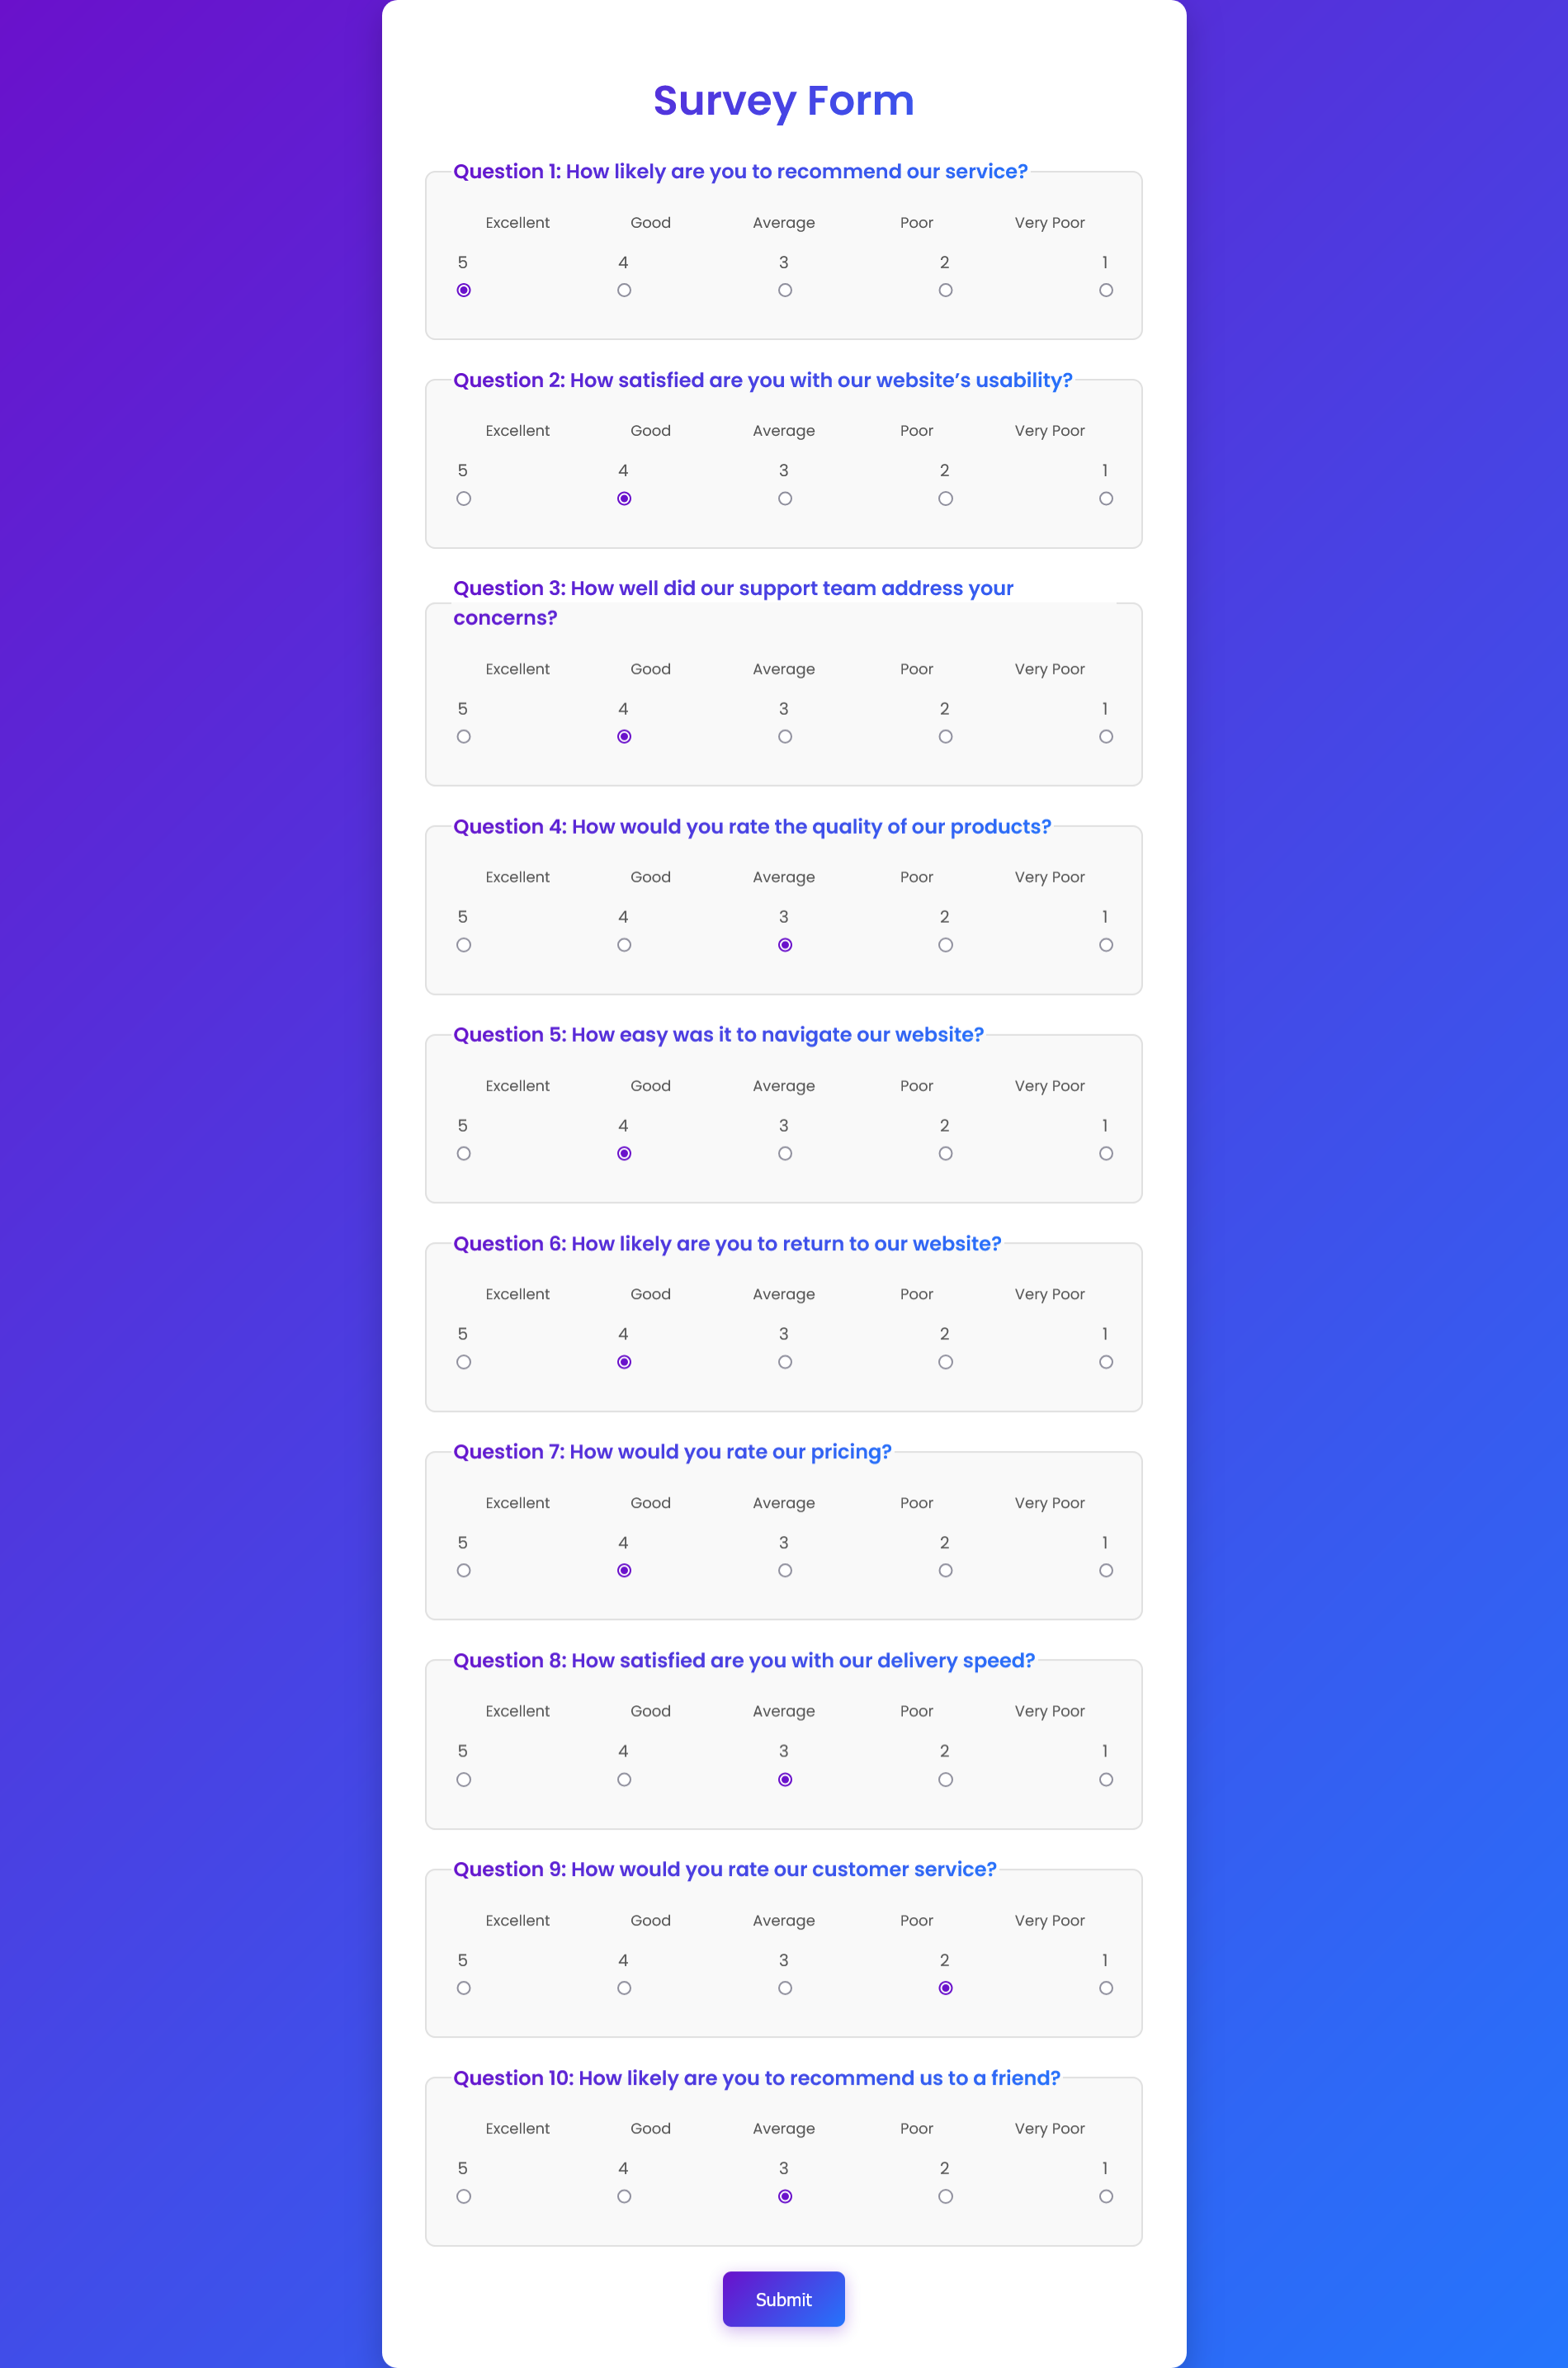 Survey Form
Question 1: How likely are you to recommend our service?
Excellent Good Average Poor Very Poor
5 4 3 2 1
Question 2: How satisfied are you with our website’s usability?
Excellent Good Average Poor Very Poor
5 4 3 2 1
Question 3: How well did our support team address your
concerns?
Excellent Good Average Poor Very Poor
5 4 3 2 1
Question 4: How would you rate the quality of our products?
Excellent Good Average Poor Very Poor
5 4 3 2 1
Question 5: How easy was it to navigate our website?
Excellent Good Average Poor Very Poor
5 4 3 2 1
Question 6: How likely are you to return to our website?
Excellent Good Average Poor Very Poor
5 4 3 2 1
Question 7: How would you rate our pricing?
Excellent Good Average Poor Very Poor
5 4 3 2 1
Question 8: How satisfied are you with our delivery speed?
Excellent Good Average Poor Very Poor
5 4 3 2 1
Question 9: How would you rate our customer service?
Excellent Good Average Poor Very Poor
5 4 3 2 1
Question 10: How likely are you to recommend us to a friend?
Excellent Good Average Poor Very Poor
5 4 3 2 1
Submit